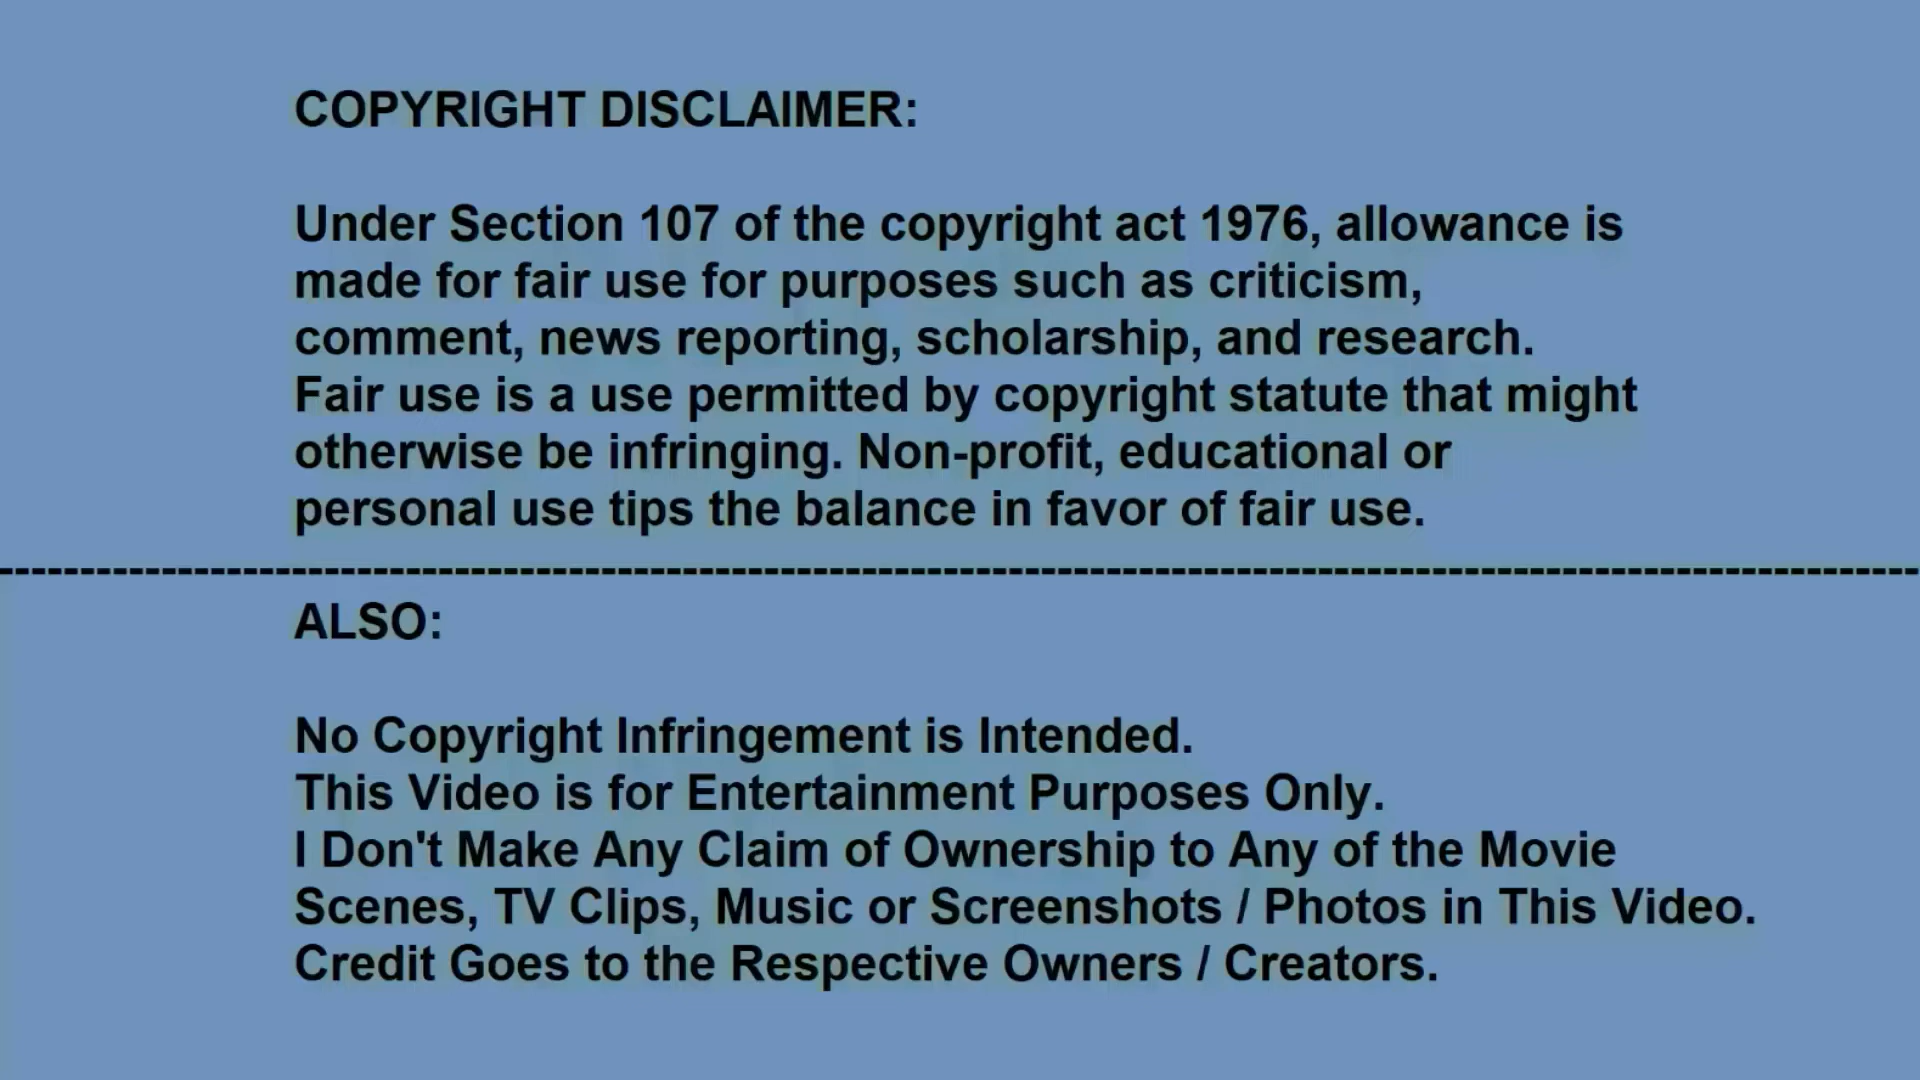 COPYRIGHT DISCLAIMER:
Under Section 107 of the copyright act 1976, allowance is
made for fair use for purposes such as criticism,
comment, news reporting, scholarship, and research.
Fair use is a use permitted by copyright statute that might
otherwise be infringing. Non-profit, educational or
personal use tips the balance in favor of fair use.
ALSO:
No Copyright Infringement is Intended.
This Video is for Entertainment Purposes Only.
I Don't Make Any Claim of Ownership to Any of the Movie
Scenes, TV Clips, Music or Screenshots / Photos in This Video.
Credit Goes to the Respective Owners / Creators.